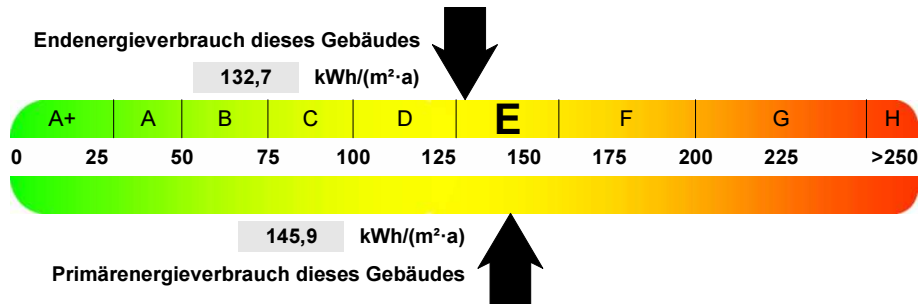 Endenergieverbrauch dieses Gebäudes
132,7 kWh/(m²·a)
A+ A B C D E F G H
0 25 50 75 100 125 150 175 200 225 >250
145,9 kWh/(m²·a)
Primärenergieverbrauch dieses Gebäudes